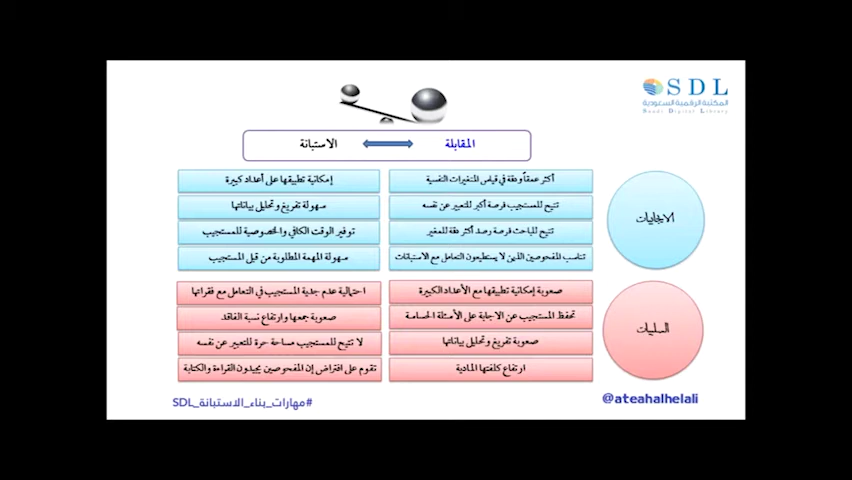 SDL
المكتبة الرقمية السعودية
Saudi Digital Library
المقابلة
الاستبانة
الايجابيات
أكثر عمقاً ودقة في قياس المتغيرات النفسية
إمكانية تطبيقها على أعداد كبيرة
تتيح للمستجيب فرصة أكبر للتعبير عن نفسه
سهولة تفريغ وتحليل بياناتها
تتيح للباحث فرصة رصد أكثر دقة للمتغير
توفير الوقت الكافي والخصوصية للمستجيب
تناسب المفحوصين الذين لا يستطيعون التعامل مع الاستبانات
سهولة المهمة المطلوبة من قبل المستجيب
السلبيات
صعوبة إمكانية تطبيقها مع الأعداد الكبيرة
احتمالية عدم جدية المستجيب في التعامل مع فقراتها
تحفظ المستجيب عن الاجابة على الأسئلة الحساسة
صعوبة جمعها وارتفاع نسبة الفاقد
صعوبة تفريغ وتحليل بياناتها
لا تتيح للمستجيب مساحة حرة للتعبير عن نفسه
ارتفاع كلفتها المادية
تقوم على افتراض إن المفحوصين يجيدون القراءة والكتابة
@ateahalhelali
#مهارات_بناء_الاستبانة_SDL